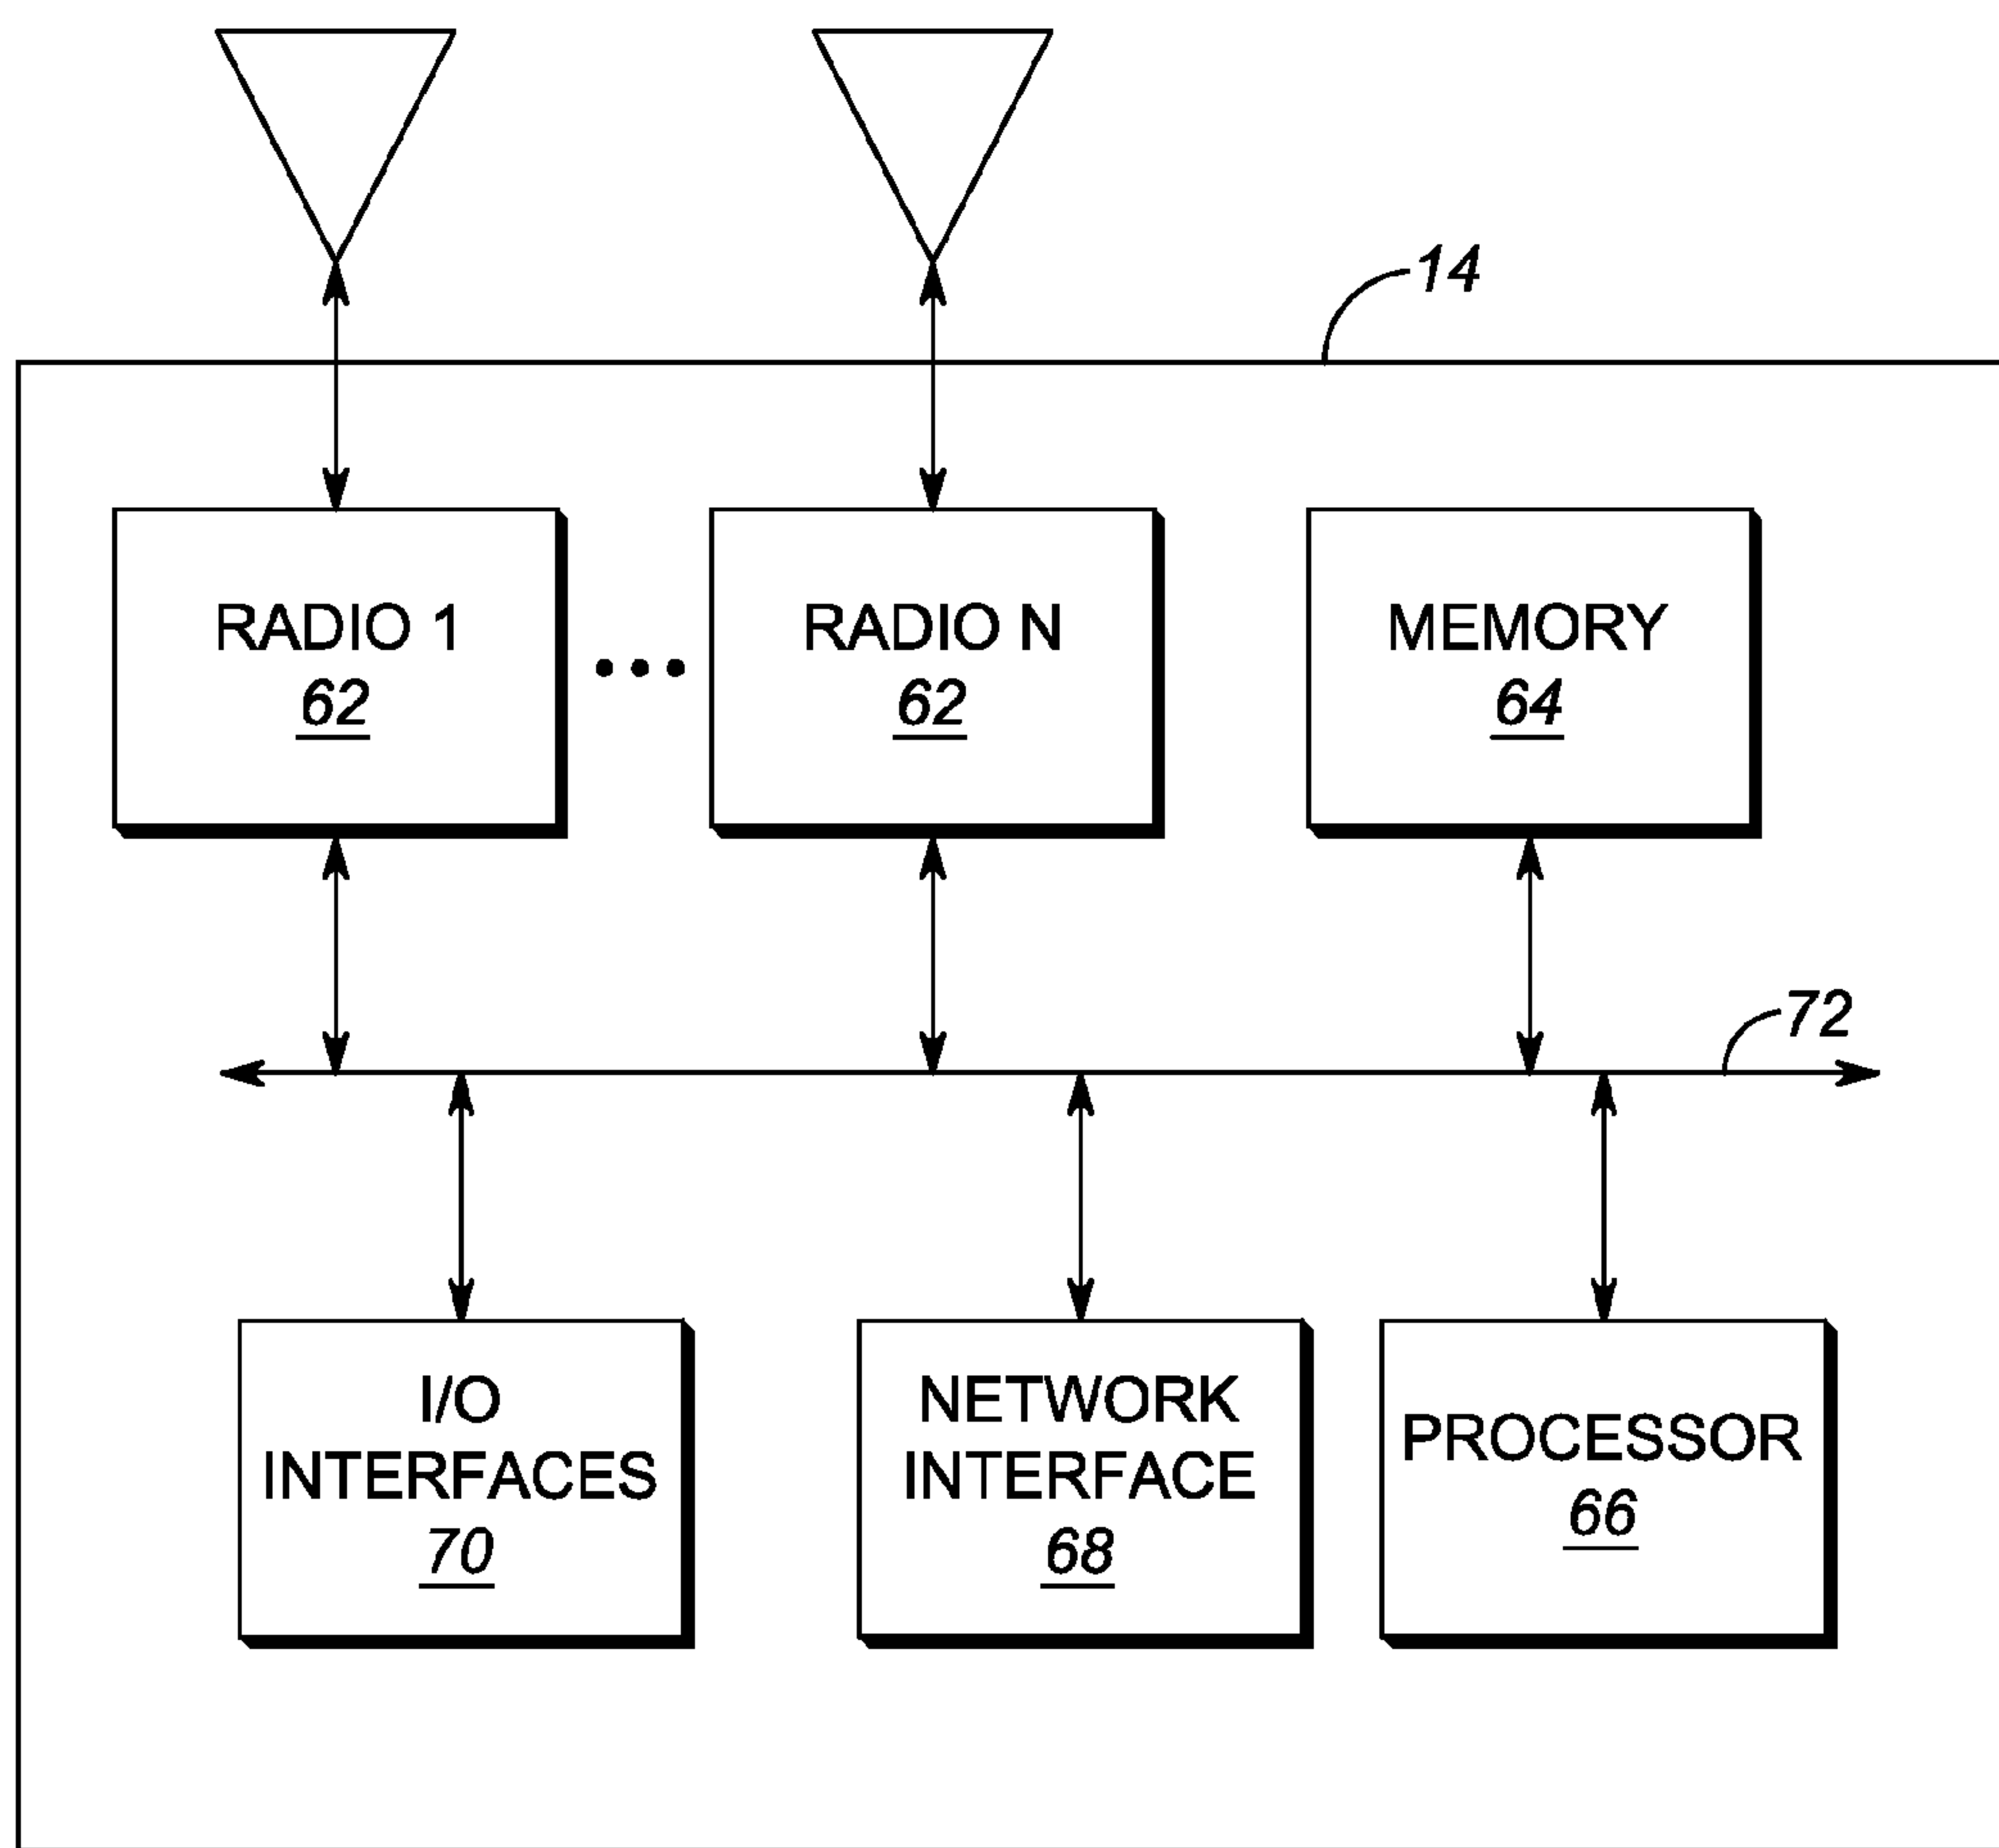 14
RADIO 1
62
RADIO N
62
MEMORY
64
72
I/O
INTERFACES
70
NETWORK
INTERFACE
68
PROCESSOR
66